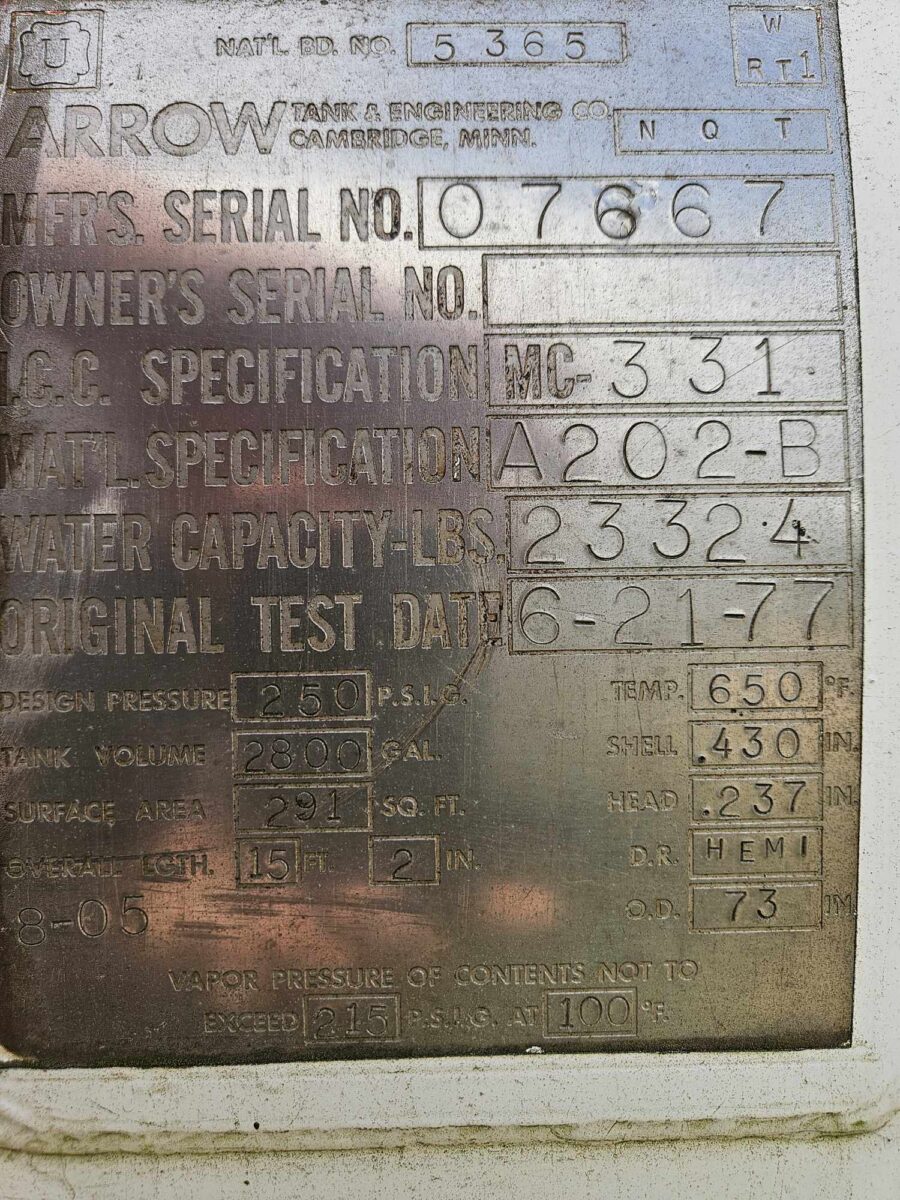 U NAT'L BD. NO. 5365 W
RT1
ARROW TANK & ENGINEERING CO.
CAMBRIDGE, MINN. NQT
MFR'S. SERIAL NO. 07667
OWNER'S SERIAL NO.
I.C.C. SPECIFICATION MC-331
MAT'L. SPECIFICATION A202-B
WATER CAPACITY-LBS. 23324
ORIGINAL TEST DATE 6-21-77
DESIGN PRESSURE 250 P.S.I.G. TEMP. 650 °F.
TANK VOLUME 2800 GAL. SHELL .430 IN.
SURFACE AREA 291 SQ. FT. HEAD .237 IN.
OVERALL LGTH. 15 FT. 2 IN. D.R. HEMI
8-05 O.D. 73 IN.
VAPOR PRESSURE OF CONTENTS NOT TO
EXCEED 215 P.S.I.G. AT 100 °F.